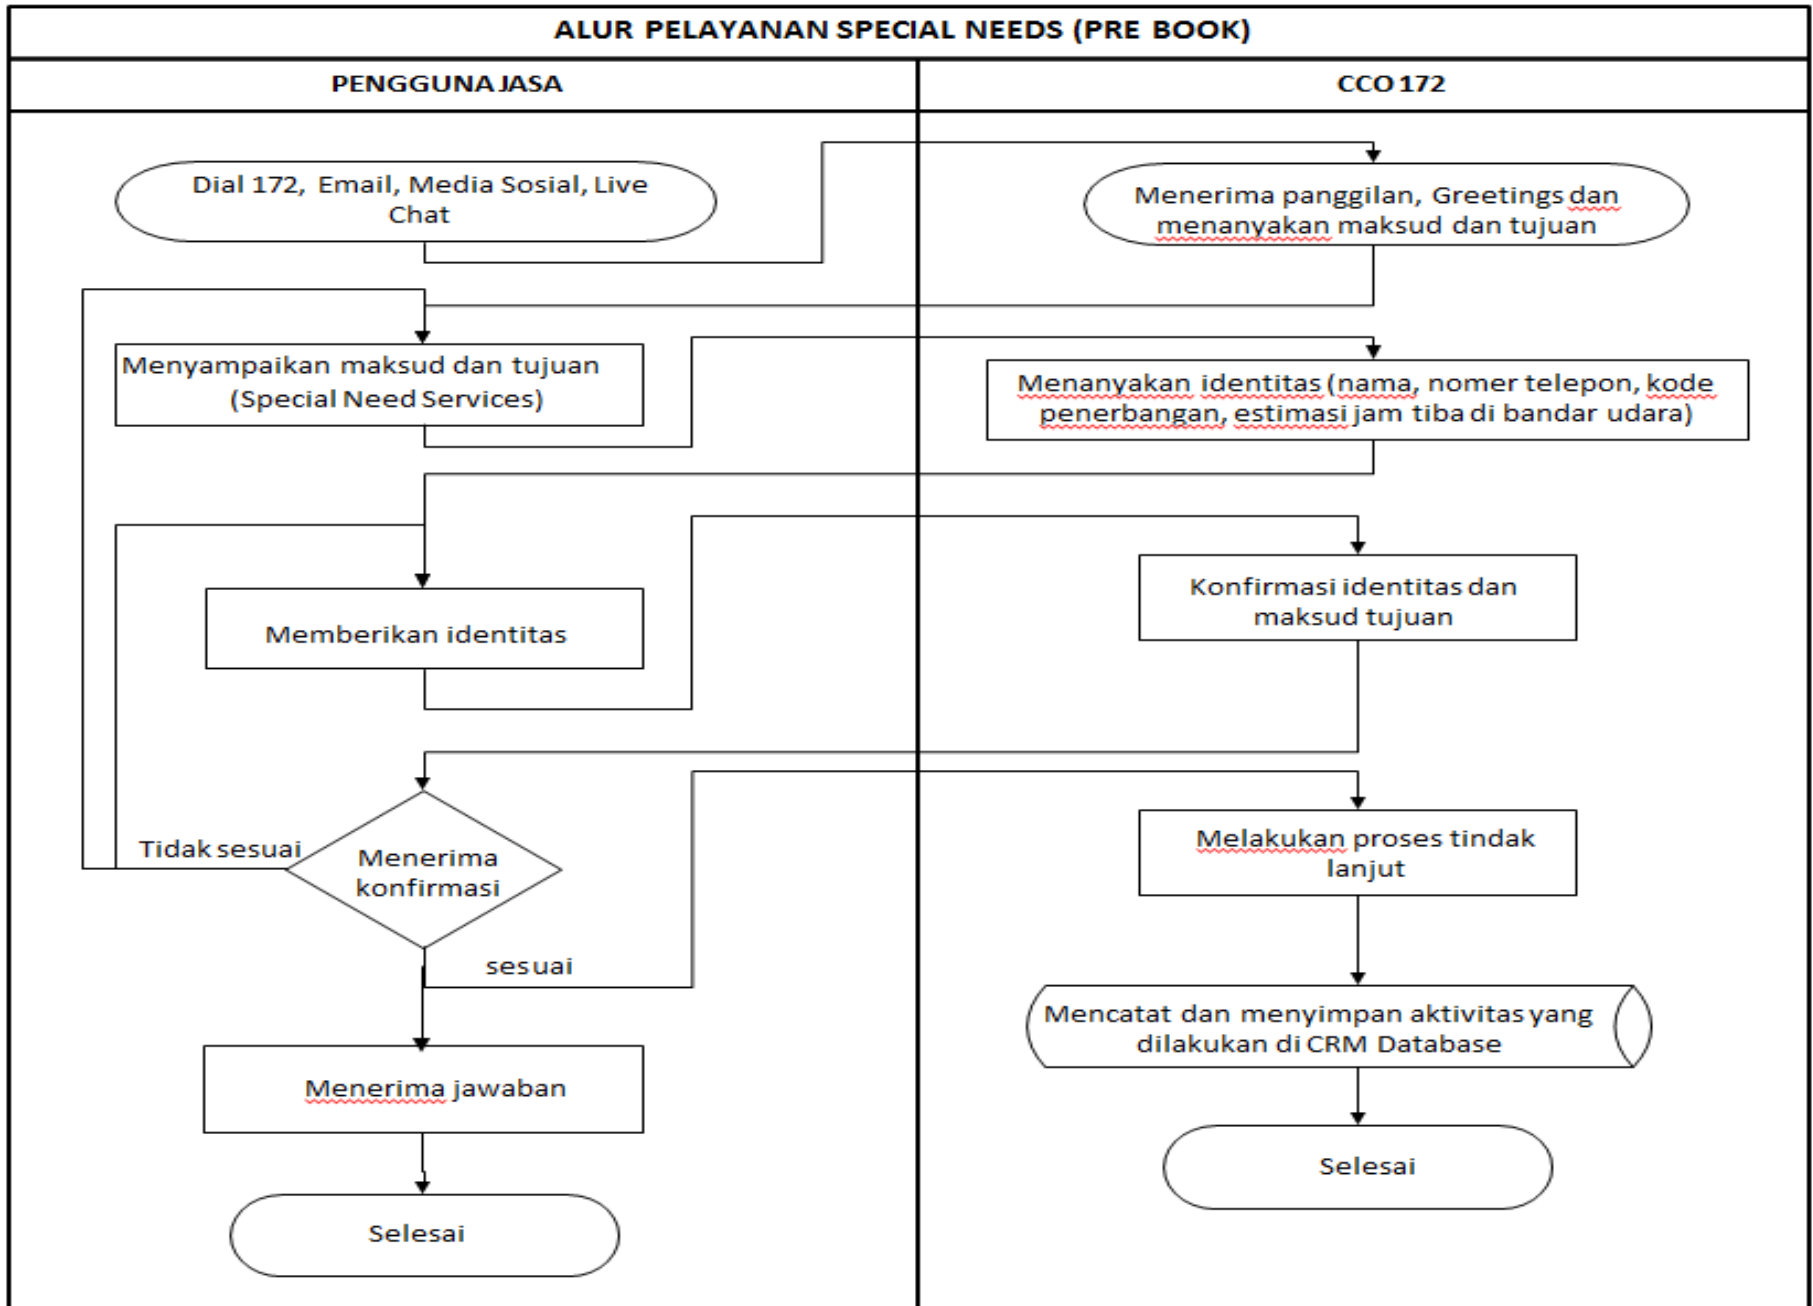 ALUR PELAYANAN SPECIAL NEEDS (PRE BOOK)
PENGGUNA JASA
CCO 172
Dial 172, Email, Media Sosial, Live
Chat
Menerima panggilan, Greetings dan
menanyakan maksud dan tujuan
Menyampaikan maksud dan tujuan
(Special Need Services)
Menanyakan identitas (nama, nomer telepon, kode
penerbangan, estimasi jam tiba di bandar udara)
Memberikan identitas
Konfirmasi identitas dan
maksud tujuan
Tidak sesuai
Menerima
konfirmasi
sesuai
Melakukan proses tindak
lanjut
Menerima jawaban
Mencatat dan menyimpan aktivitas yang
dilakukan di CRM Database
Selesai
Selesai